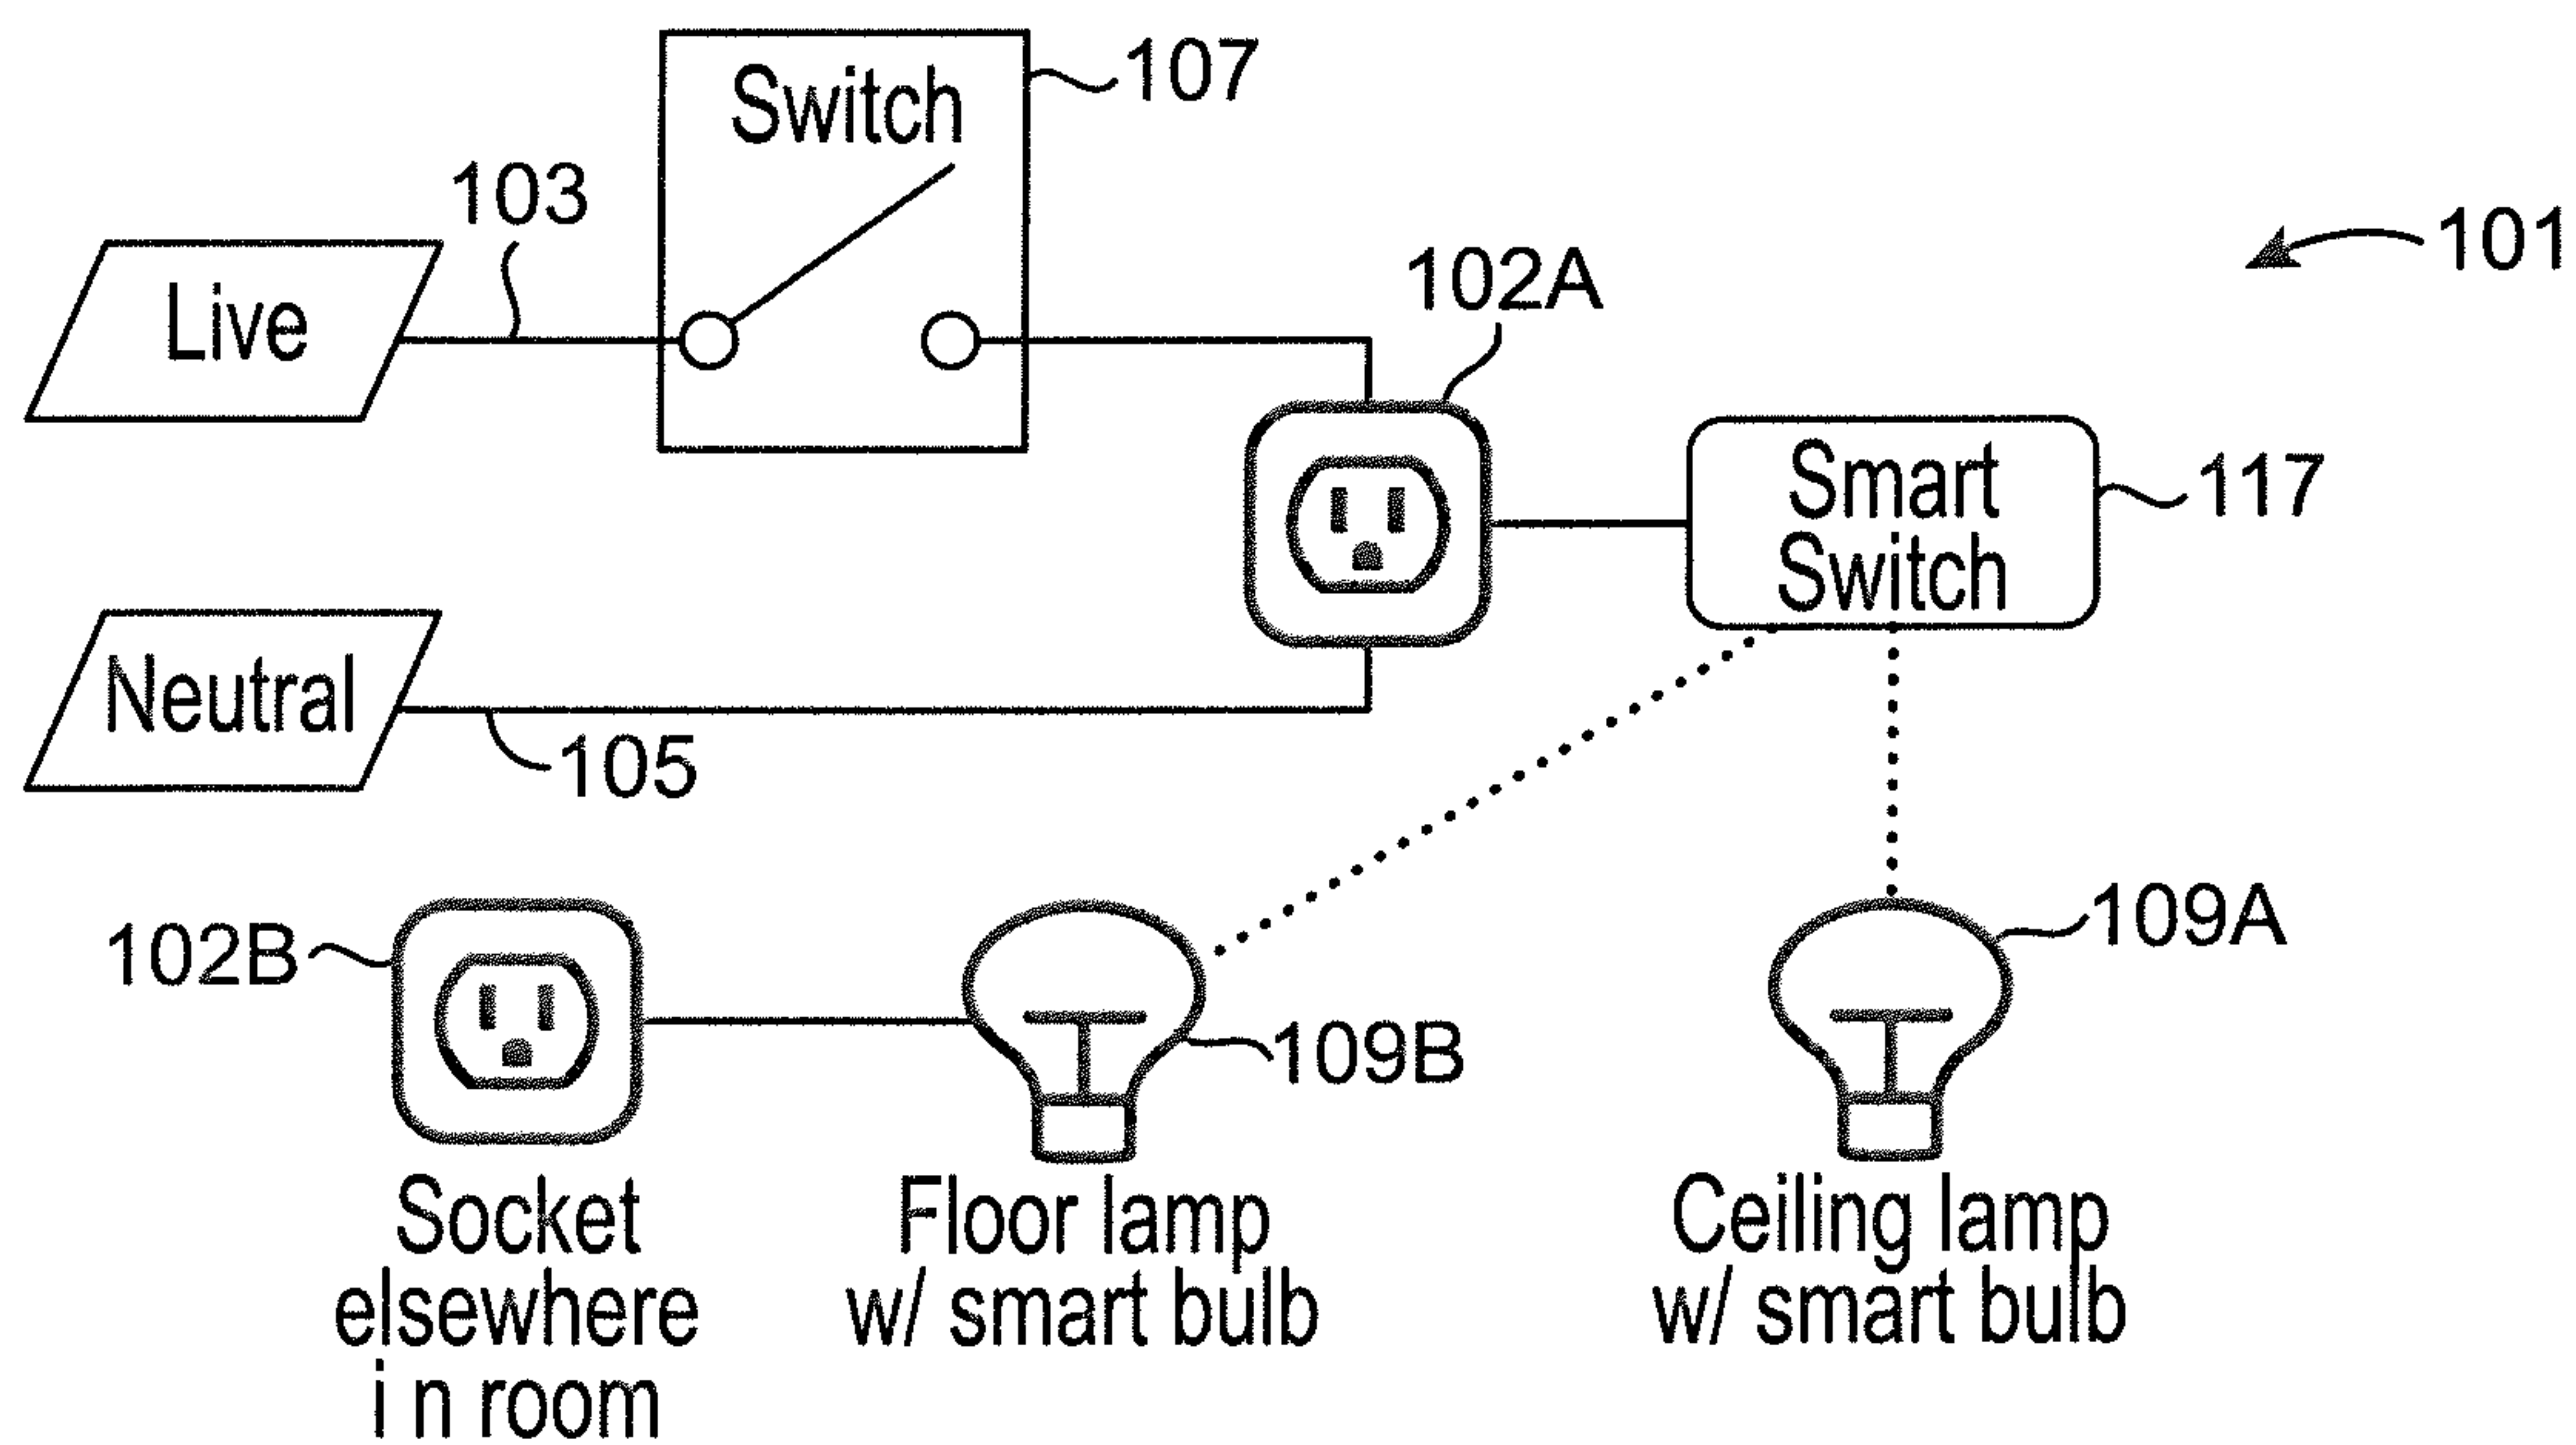 Switch
107
103
Live
101
102A
Smart
Switch
117
Neutral
105
102B
109A
109B
Socket
elsewhere
i n room
Floor lamp
w/ smart bulb
Ceiling lamp
w/ smart bulb